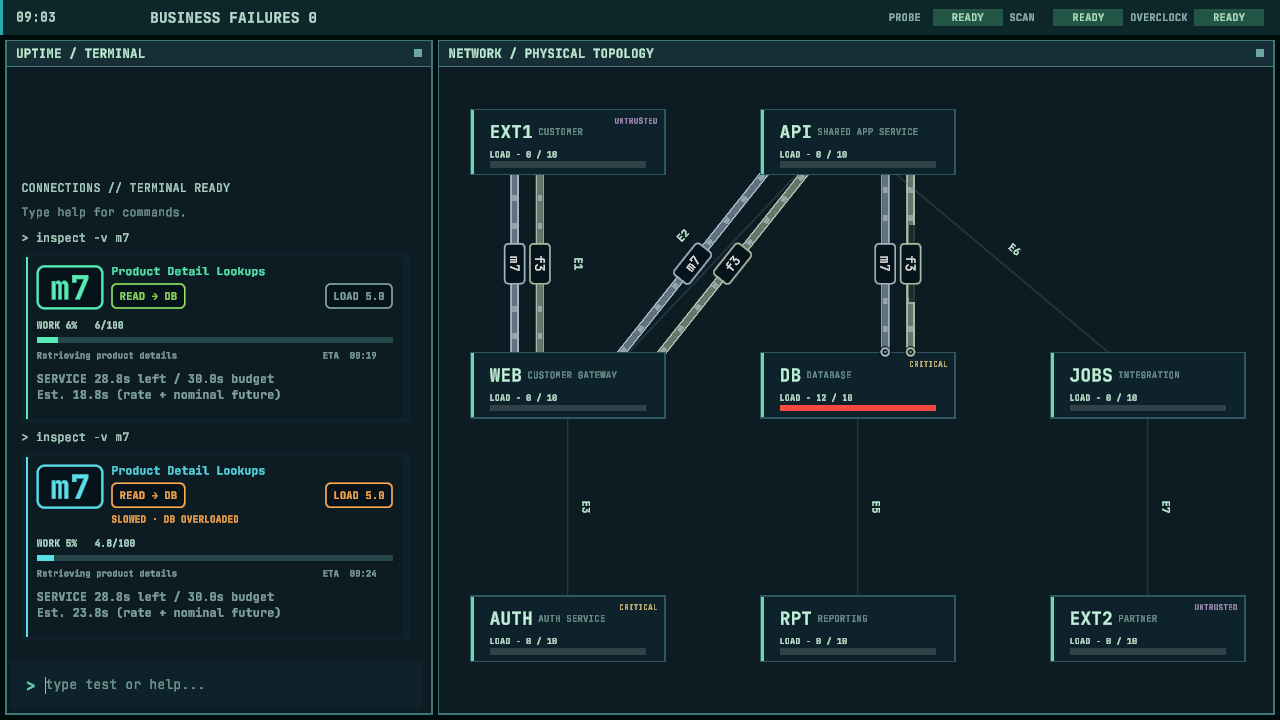 09:03
BUSINESS FAILURES 0
PROBE READY SCAN READY OVERCLOCK READY
UPTIME / TERMINAL
CONNECTIONS // TERMINAL READY
Type help for commands.
> inspect -v m7
m7
Product Detail Lookups
READ → DB
LOAD 5.0
WORK 6% 6/100
Retrieving product details ETA 00:19
SERVICE 28.8s left / 30.0s budget
Est. 18.8s (rate + nominal future)
> inspect -v m7
m7
Product Detail Lookups
READ → DB
LOAD 5.0
SLOWED · DB OVERLOADED
WORK 5% 4.8/100
Retrieving product details ETA 00:24
SERVICE 28.8s left / 30.0s budget
Est. 23.8s (rate + nominal future)
> type test or help...
NETWORK / PHYSICAL TOPOLOGY
UNTRUSTED
EXT1 CUSTOMER
LOAD - 0 / 10
API SHARED APP SERVICE
LOAD - 0 / 10
m7
f3
E1
E2
m7
f3
m7
f3
E6
WEB CUSTOMER GATEWAY
LOAD - 0 / 10
CRITICAL
DB DATABASE
LOAD - 12 / 10
JOBS INTEGRATION
LOAD - 0 / 10
E3
E5
E7
CRITICAL
AUTH AUTH SERVICE
LOAD - 0 / 10
RPT REPORTING
LOAD - 0 / 10
UNTRUSTED
EXT2 PARTNER
LOAD - 0 / 10